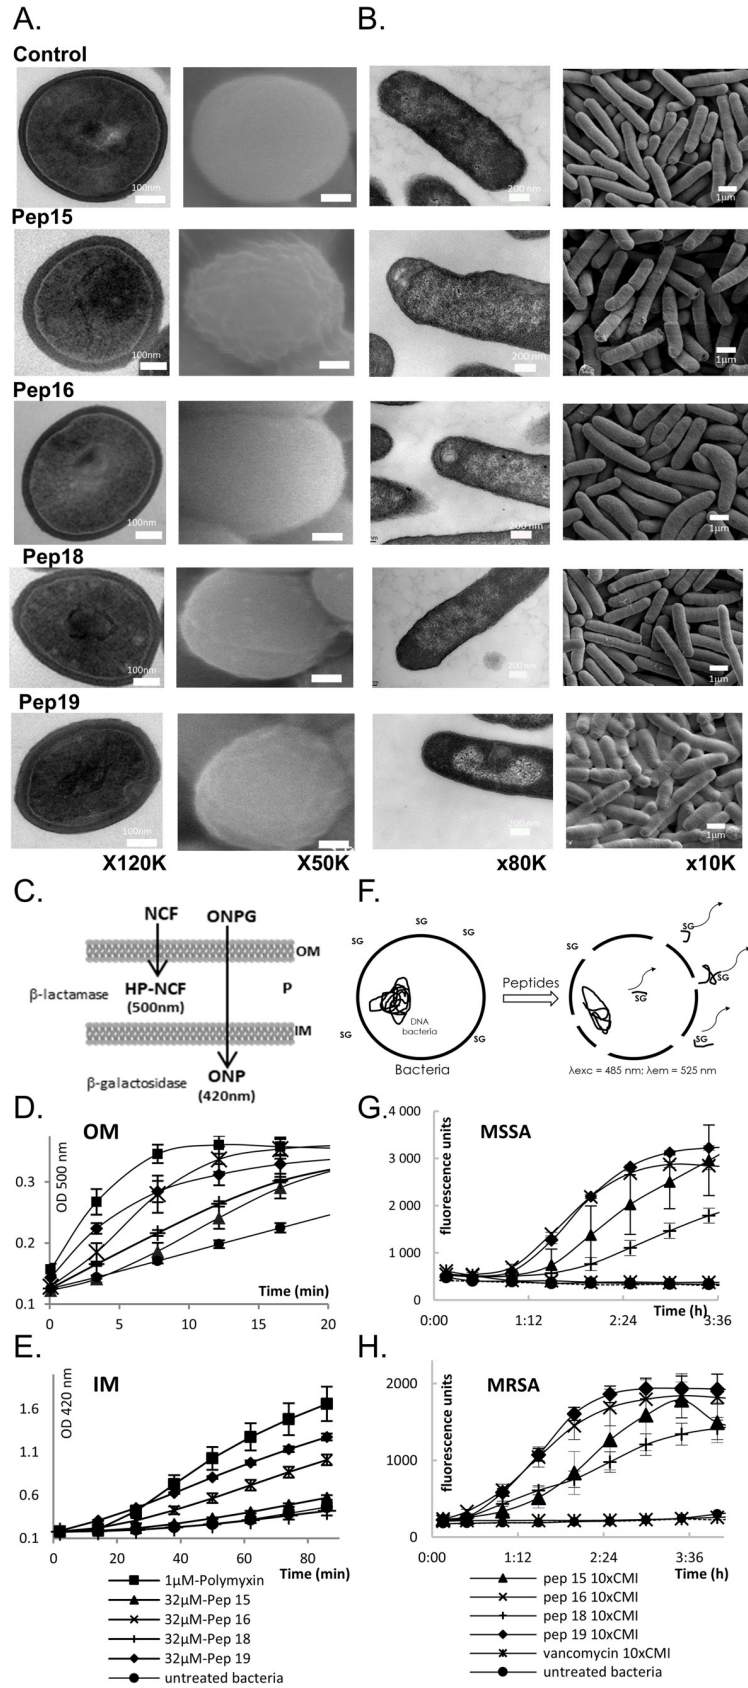 A.
B.
Control
100nm
200 nm
1µm
Pep15
100nm
200 nm
1µm
Pep16
100nm
200 nm
1µm
Pep18
100nm
200 nm
1µm
Pep19
100nm
200 nm
1µm
X120K X50K x80K x10K
C.
NCF ONPG
OM
β-lactamase HP-NCF P
(500nm)
IM
β-galactosidase ONP
(420nm)
F.
SG SG SG
SG SG
DNA
bacteria
Bacteria
Peptides
SG SG SG SG SG
λexc = 485 nm; λem = 525 nm
D.
OM
OD 500 nm
0.3
0.2
0.1
Time (min)
0 5 10 15 20
E.
IM
OD 420 nm
1.6
1.1
0.6
0.1
Time (min)
0 20 40 60 80
1µM-Polymyxin
32µM-Pep 15
32µM-Pep 16
32µM-Pep 18
32µM-Pep 19
untreated bacteria
G.
MSSA
fluorescence units
4 000
3 000
2 000
1 000
0
Time (h)
0:00 1:12 2:24 3:36
H.
MRSA
fluorescence units
2000
1000
0
Time (h)
0:00 1:12 2:24 3:36
pep 15 10xCMI
pep 16 10xCMI
pep 18 10xCMI
pep 19 10xCMI
vancomycin 10xCMI
untreated bacteria